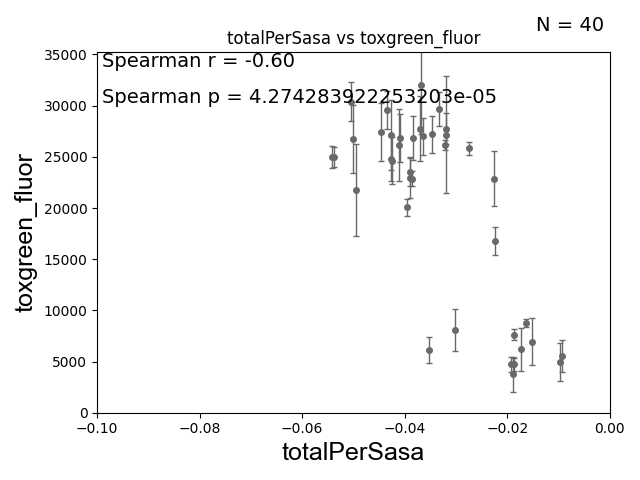 N = 40
totalPerSasa vs toxgreen_fluor
Spearman r = -0.60
Spearman p = 4.274283922253203e-05
35000
30000
25000
20000
15000
10000
5000
0
toxgreen_fluor
−0.10
−0.08
−0.06
−0.04
−0.02
0.00
totalPerSasa